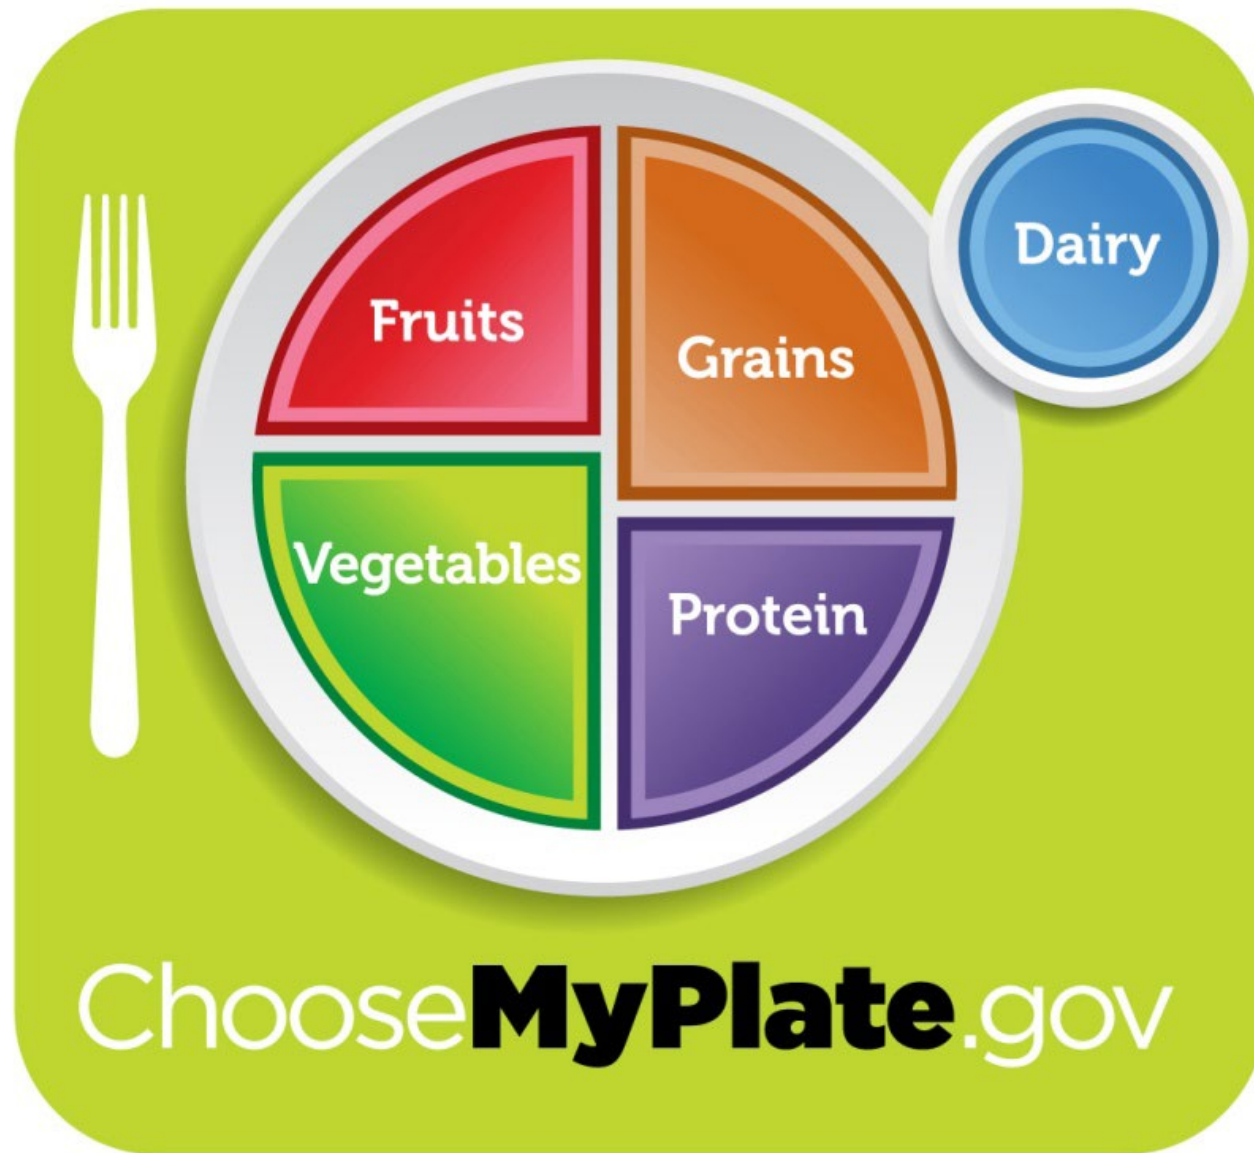 Fruits
Grains
Dairy
Vegetables
Protein
ChooseMyPlate.gov